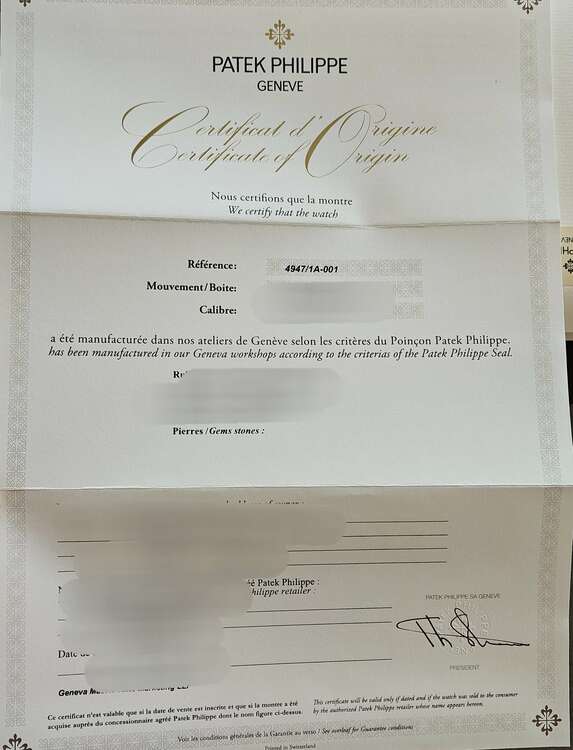 PATEK PHILIPPE
GENEVE
Certificat d'Origine
Certificate of Origin
Nous certifions que la montre
We certify that the watch
Référence: 4947/1A-001
Mouvement/Boite:
Calibre:
a été manufacturée dans nos ateliers de Genève selon les critères du Poinçon Patek Philippe.
has been manufactured in our Geneva workshops according to the criterias of the Patek Philippe Seal.
Pierres / Gems stones :
Patek Philippe :
retailer :
PATEK PHILIPPE SA GENEVE
PRESIDENT
Date de
Geneva
Ce certificat n'est valable que si la date de vente est inscrite et que si la montre a été
acquise auprès du concessionnaire agréé Patek Philippe dont le nom figure ci-dessus.
This certificate will be valid only if dated and if the watch was sold to the consumer
by the authorized Patek Philippe retailer whose name appears hereon.
Voir les conditions générales de la Garantie au verso / See overleaf for Guarantee conditions
Printed in Switzerland